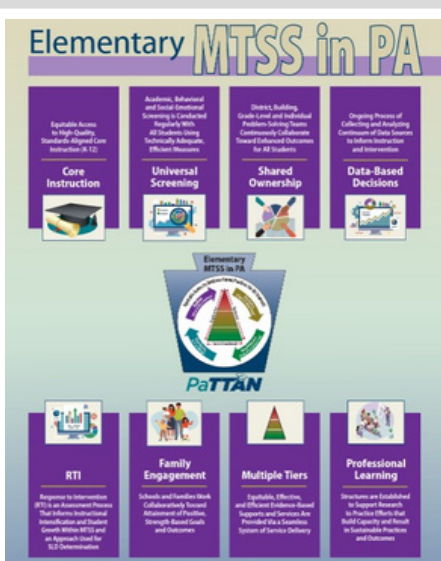 Elementary MTSS in PA
Equitable Access
to High-Quality,
Standards-Aligned Core
Instruction (K-12)
Core
Instruction
Academic, Behavioral
and Social-Emotional
Screening is Conducted
Regularly With
All Students Using
Technically Adequate,
Efficient Measures
Universal
Screening
District, Building,
Grade-Level and Individual
Problem-Solving Teams
Continuously Collaborate
Toward Enhanced Outcomes
for All Students
Shared
Ownership
Ongoing Process of
Collecting and Analyzing
Continuum of Data Sources
to Inform Instruction
and Intervention
Data-Based
Decisions
Elementary
MTSS in PA
PaTTAN
RTI
Response to Intervention
(RTI) is an Assessment Process
That Informs Instructional
Intensification and Student
Growth Within MTSS and
an Approach Used for
SLD Determination
Family
Engagement
Schools and Families Work
Collaboratively Toward
Attainment of Positive,
Strength-Based Goals
and Outcomes
Multiple Tiers
Equitable, Effective,
and Efficient Evidence-Based
Supports and Services Are
Provided Via a Seamless
System of Service Delivery
Professional
Learning
Structures are Established
to Support Research
to Practice Efforts that
Build Capacity and Result
in Sustainable Practices
and Outcomes